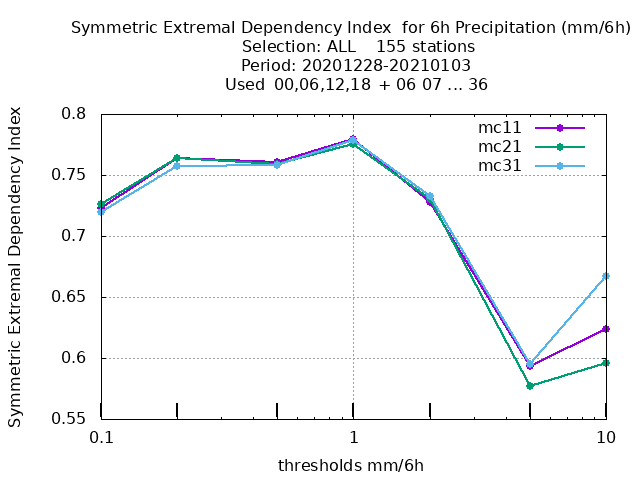 Symmetric Extremal Dependency Index  for 6h Precipitation (mm/6h)
Selection: ALL    155 stations
Period: 20201228-20210103
Used  00,06,12,18  + 06 07 ... 36
Symmetric Extremal Dependency Index
0.8
0.75
0.7
0.65
0.6
0.55
mc11
mc21
mc31
0.1
1
10
thresholds mm/6h